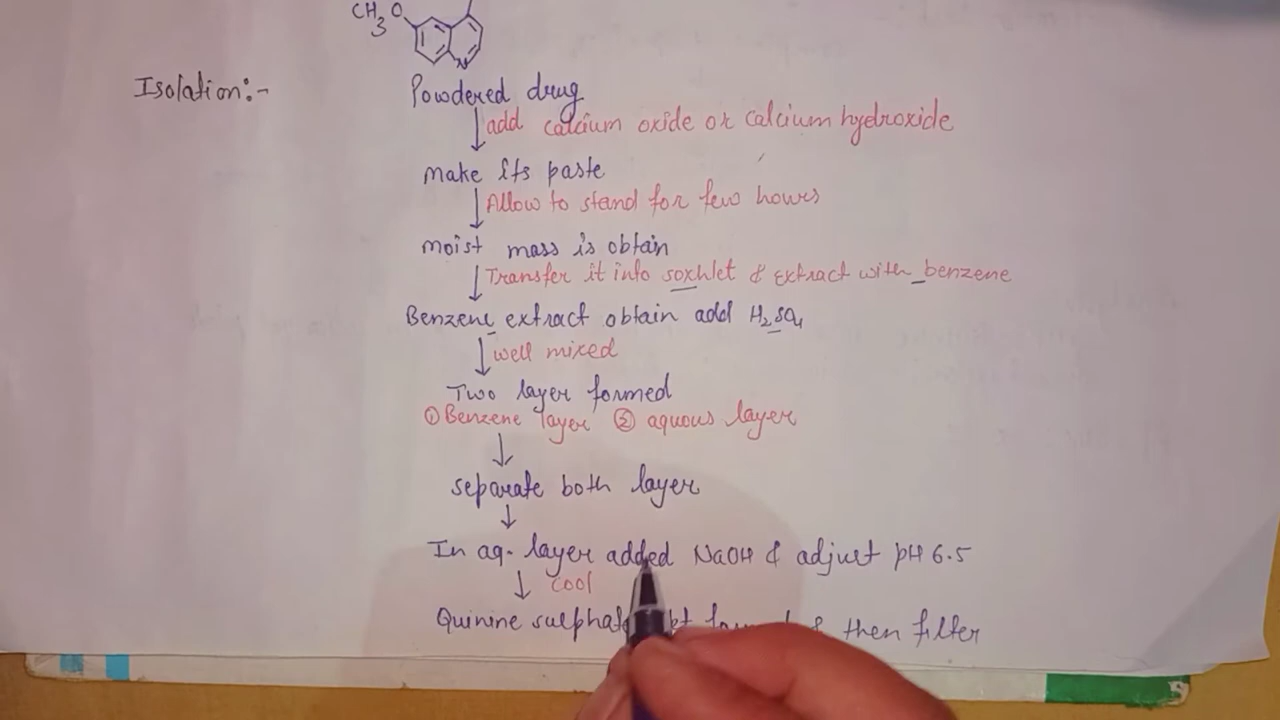 CH3O
N
Isolation:-
Powdered drug
add calcium oxide or calcium hydroxide
make its paste
Allow to stand for few hours
moist mass is obtain
Transfer it into soxhlet & extract with benzene
Benzene extract obtain add H2SO4
well mixed
Two layer formed
① Benzene layer ② aquous layer
separate both layer
In aq. layer added NaOH & adjust pH 6.5
cool
Quinine sulphate & then filter